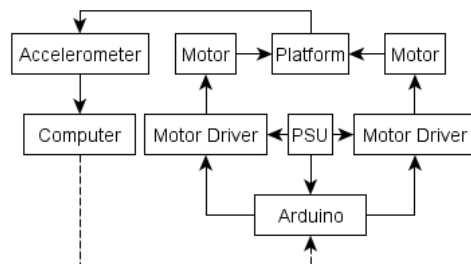 Accelerometer
Motor
Platform
Motor
Computer
Motor Driver
PSU
Motor Driver
Arduino